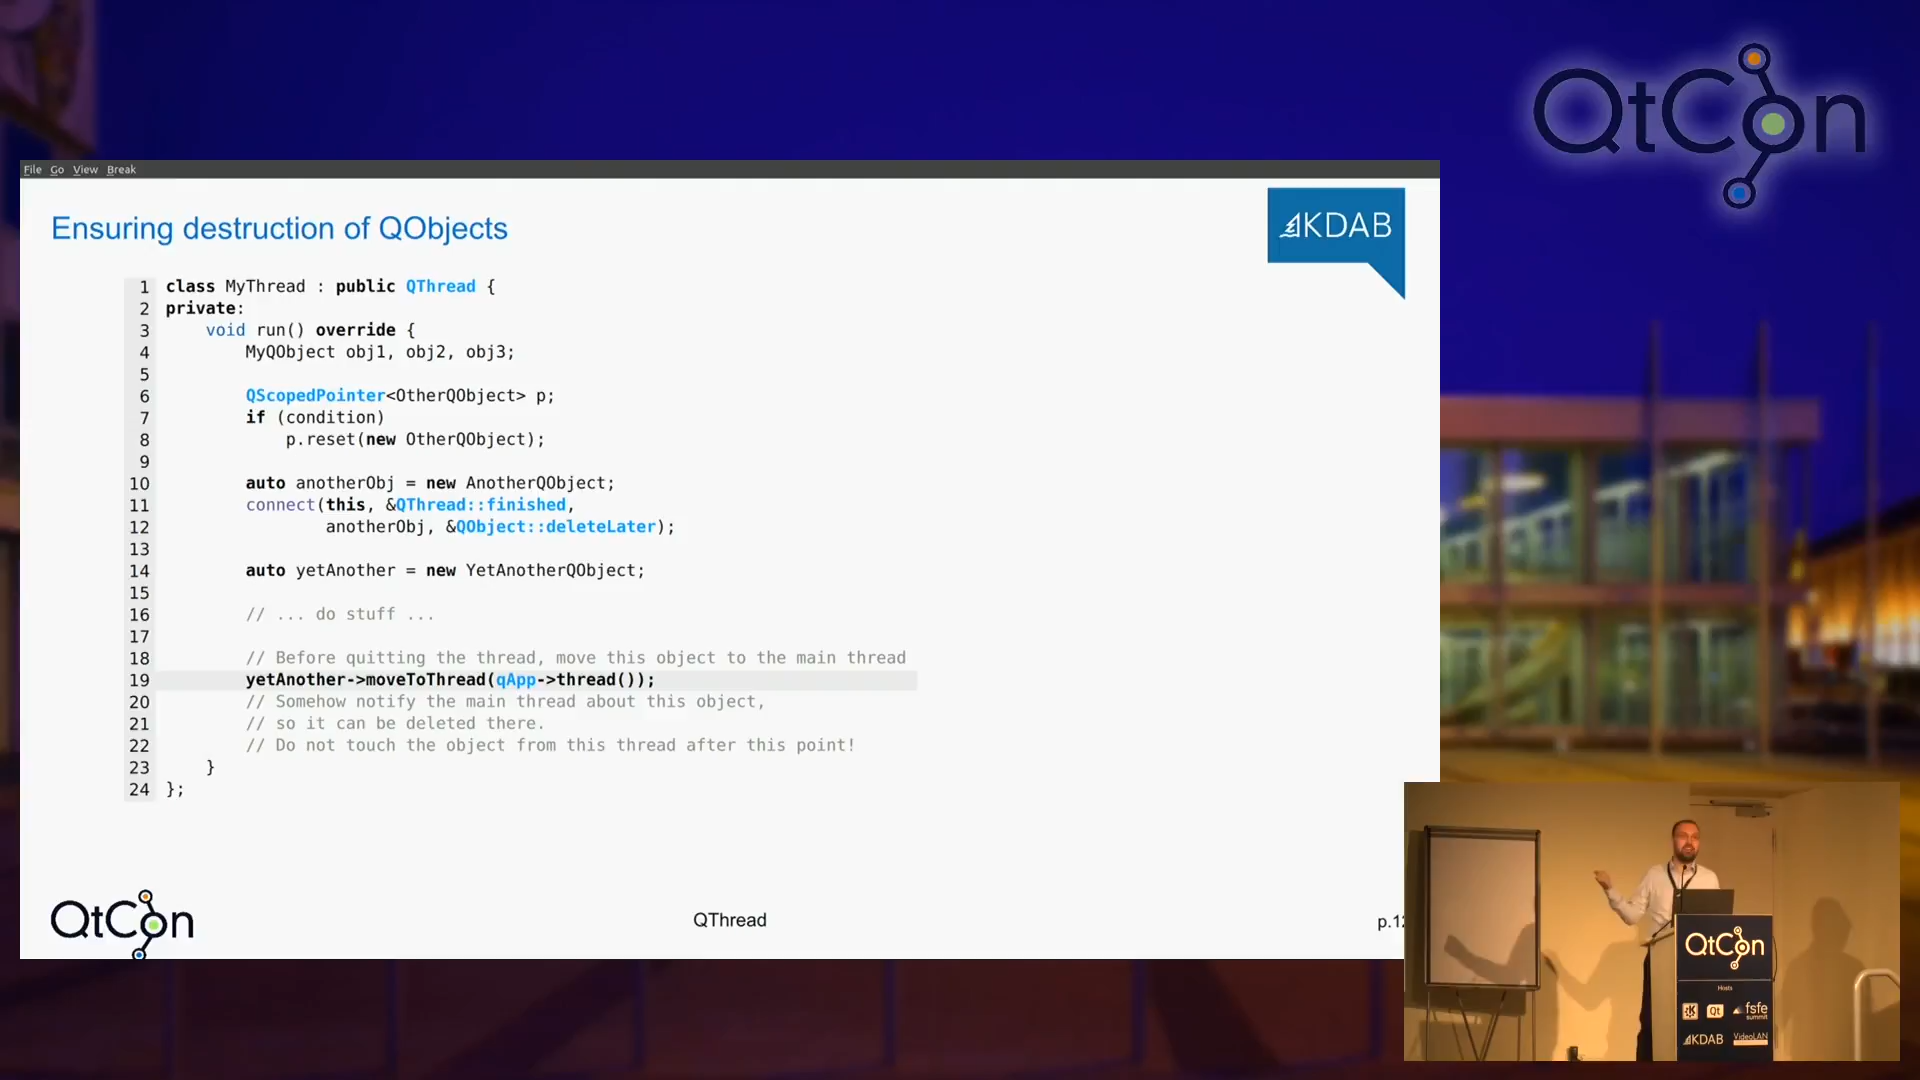 QtCon
File Go View Break
Ensuring destruction of QObjects
KDAB
1 class MyThread : public QThread {
2 private:
3     void run() override {
4         MyQObject obj1, obj2, obj3;
5
6         QScopedPointer<OtherQObject> p;
7         if (condition)
8             p.reset(new OtherQObject);
9
10         auto anotherObj = new AnotherQObject;
11         connect(this, &QThread::finished,
12                 anotherObj, &QObject::deleteLater);
13
14         auto yetAnother = new YetAnotherQObject;
15
16         // ... do stuff ...
17
18         // Before quitting the thread, move this object to the main thread
19         yetAnother->moveToThread(qApp->thread());
20         // Somehow notify the main thread about this object,
21         // so it can be deleted there.
22         // Do not touch the object from this thread after this point!
23     }
24 };
QtCon
QThread
p.12
QtCon
Hosts
Qt
fsfe
summit
KDAB
VideoLAN